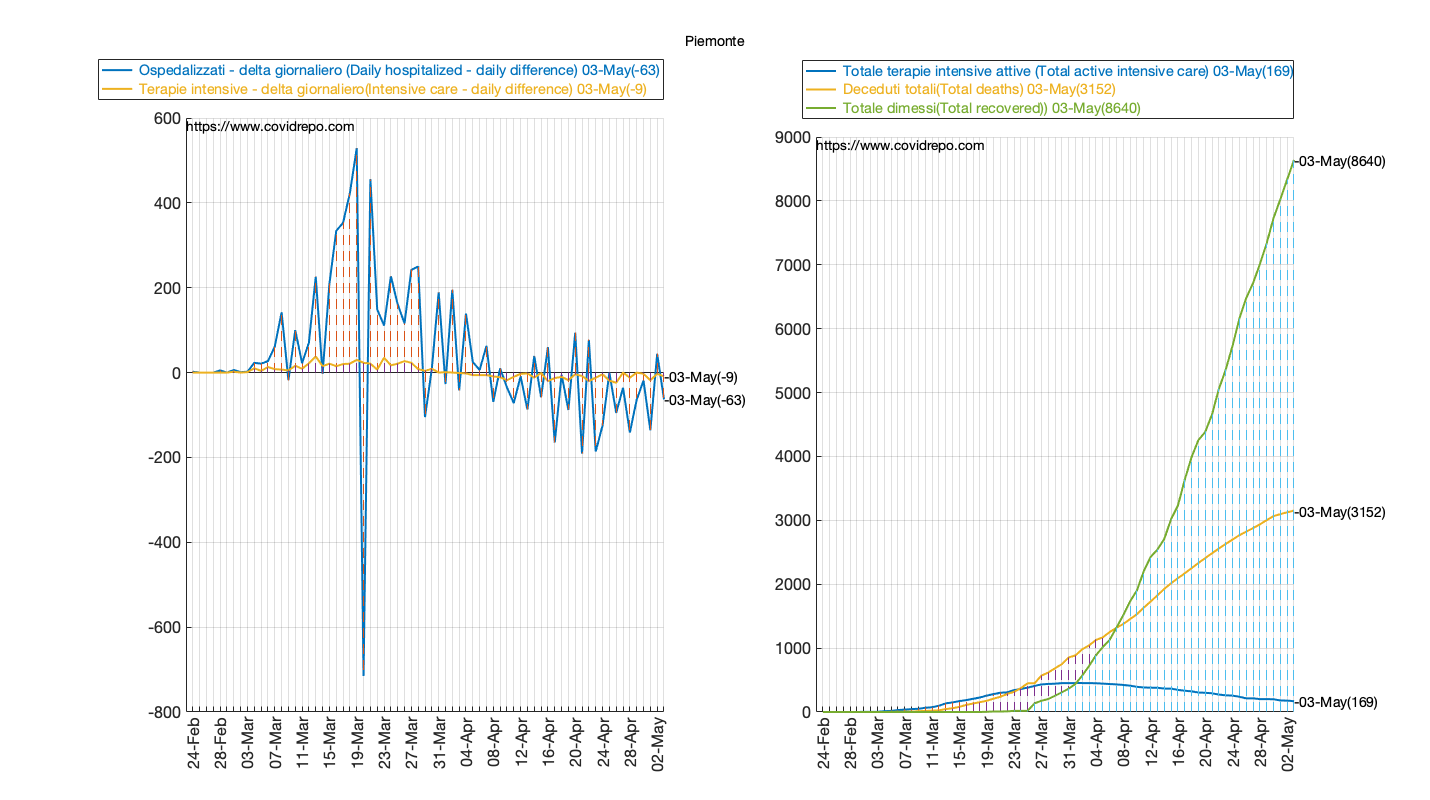 Piemonte
Ospedalizzati - delta giornaliero (Daily hospitalized - daily difference) 03-May(-63)
Terapie intensive - delta giornaliero(Intensive care - daily difference) 03-May(-9)
https://www.covidrepo.com
600
400
200
0
-200
-400
-600
-800
-03-May(-9)
-03-May(-63)
24-Feb
28-Feb
03-Mar
07-Mar
11-Mar
15-Mar
19-Mar
23-Mar
27-Mar
31-Mar
04-Apr
08-Apr
12-Apr
16-Apr
20-Apr
24-Apr
28-Apr
02-May
Totale terapie intensive attive (Total active intensive care) 03-May(169)
Deceduti totali(Total deaths) 03-May(3152)
Totale dimessi(Total recovered)) 03-May(8640)
https://www.covidrepo.com
9000
8000
7000
6000
5000
4000
3000
2000
1000
0
-03-May(8640)
-03-May(3152)
-03-May(169)
24-Feb
28-Feb
03-Mar
07-Mar
11-Mar
15-Mar
19-Mar
23-Mar
27-Mar
31-Mar
04-Apr
08-Apr
12-Apr
16-Apr
20-Apr
24-Apr
28-Apr
02-May